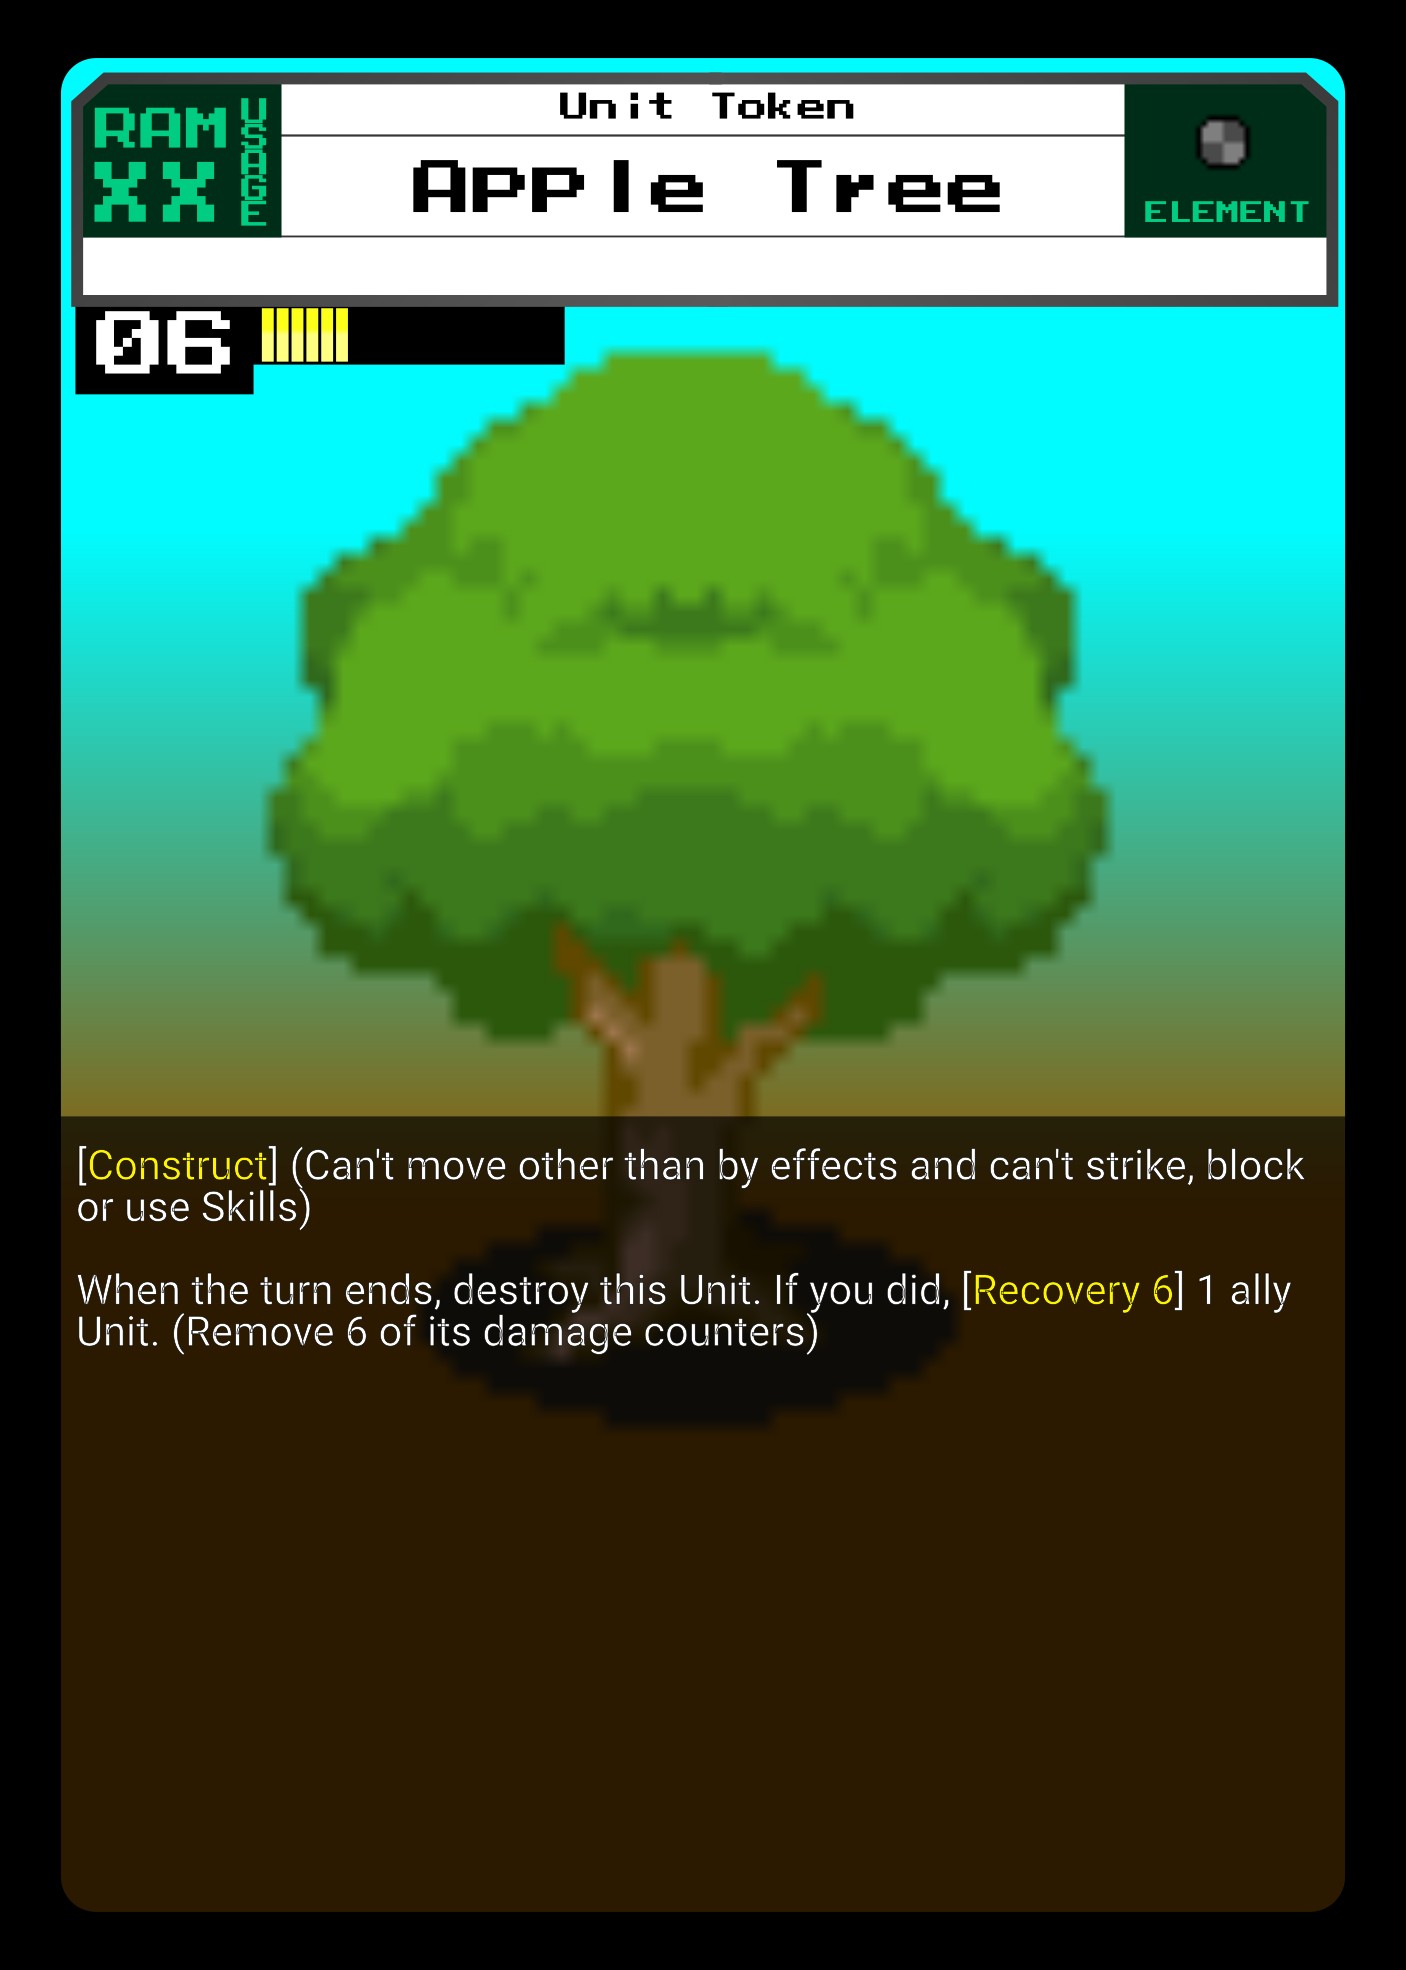 RAM
XX
USAGE
Unit Token
Apple Tree
ELEMENT
06
[Construct] (Can't move other than by effects and can't strike, block
or use Skills)
When the turn ends, destroy this Unit. If you did, [Recovery 6] 1 ally
Unit. (Remove 6 of its damage counters)